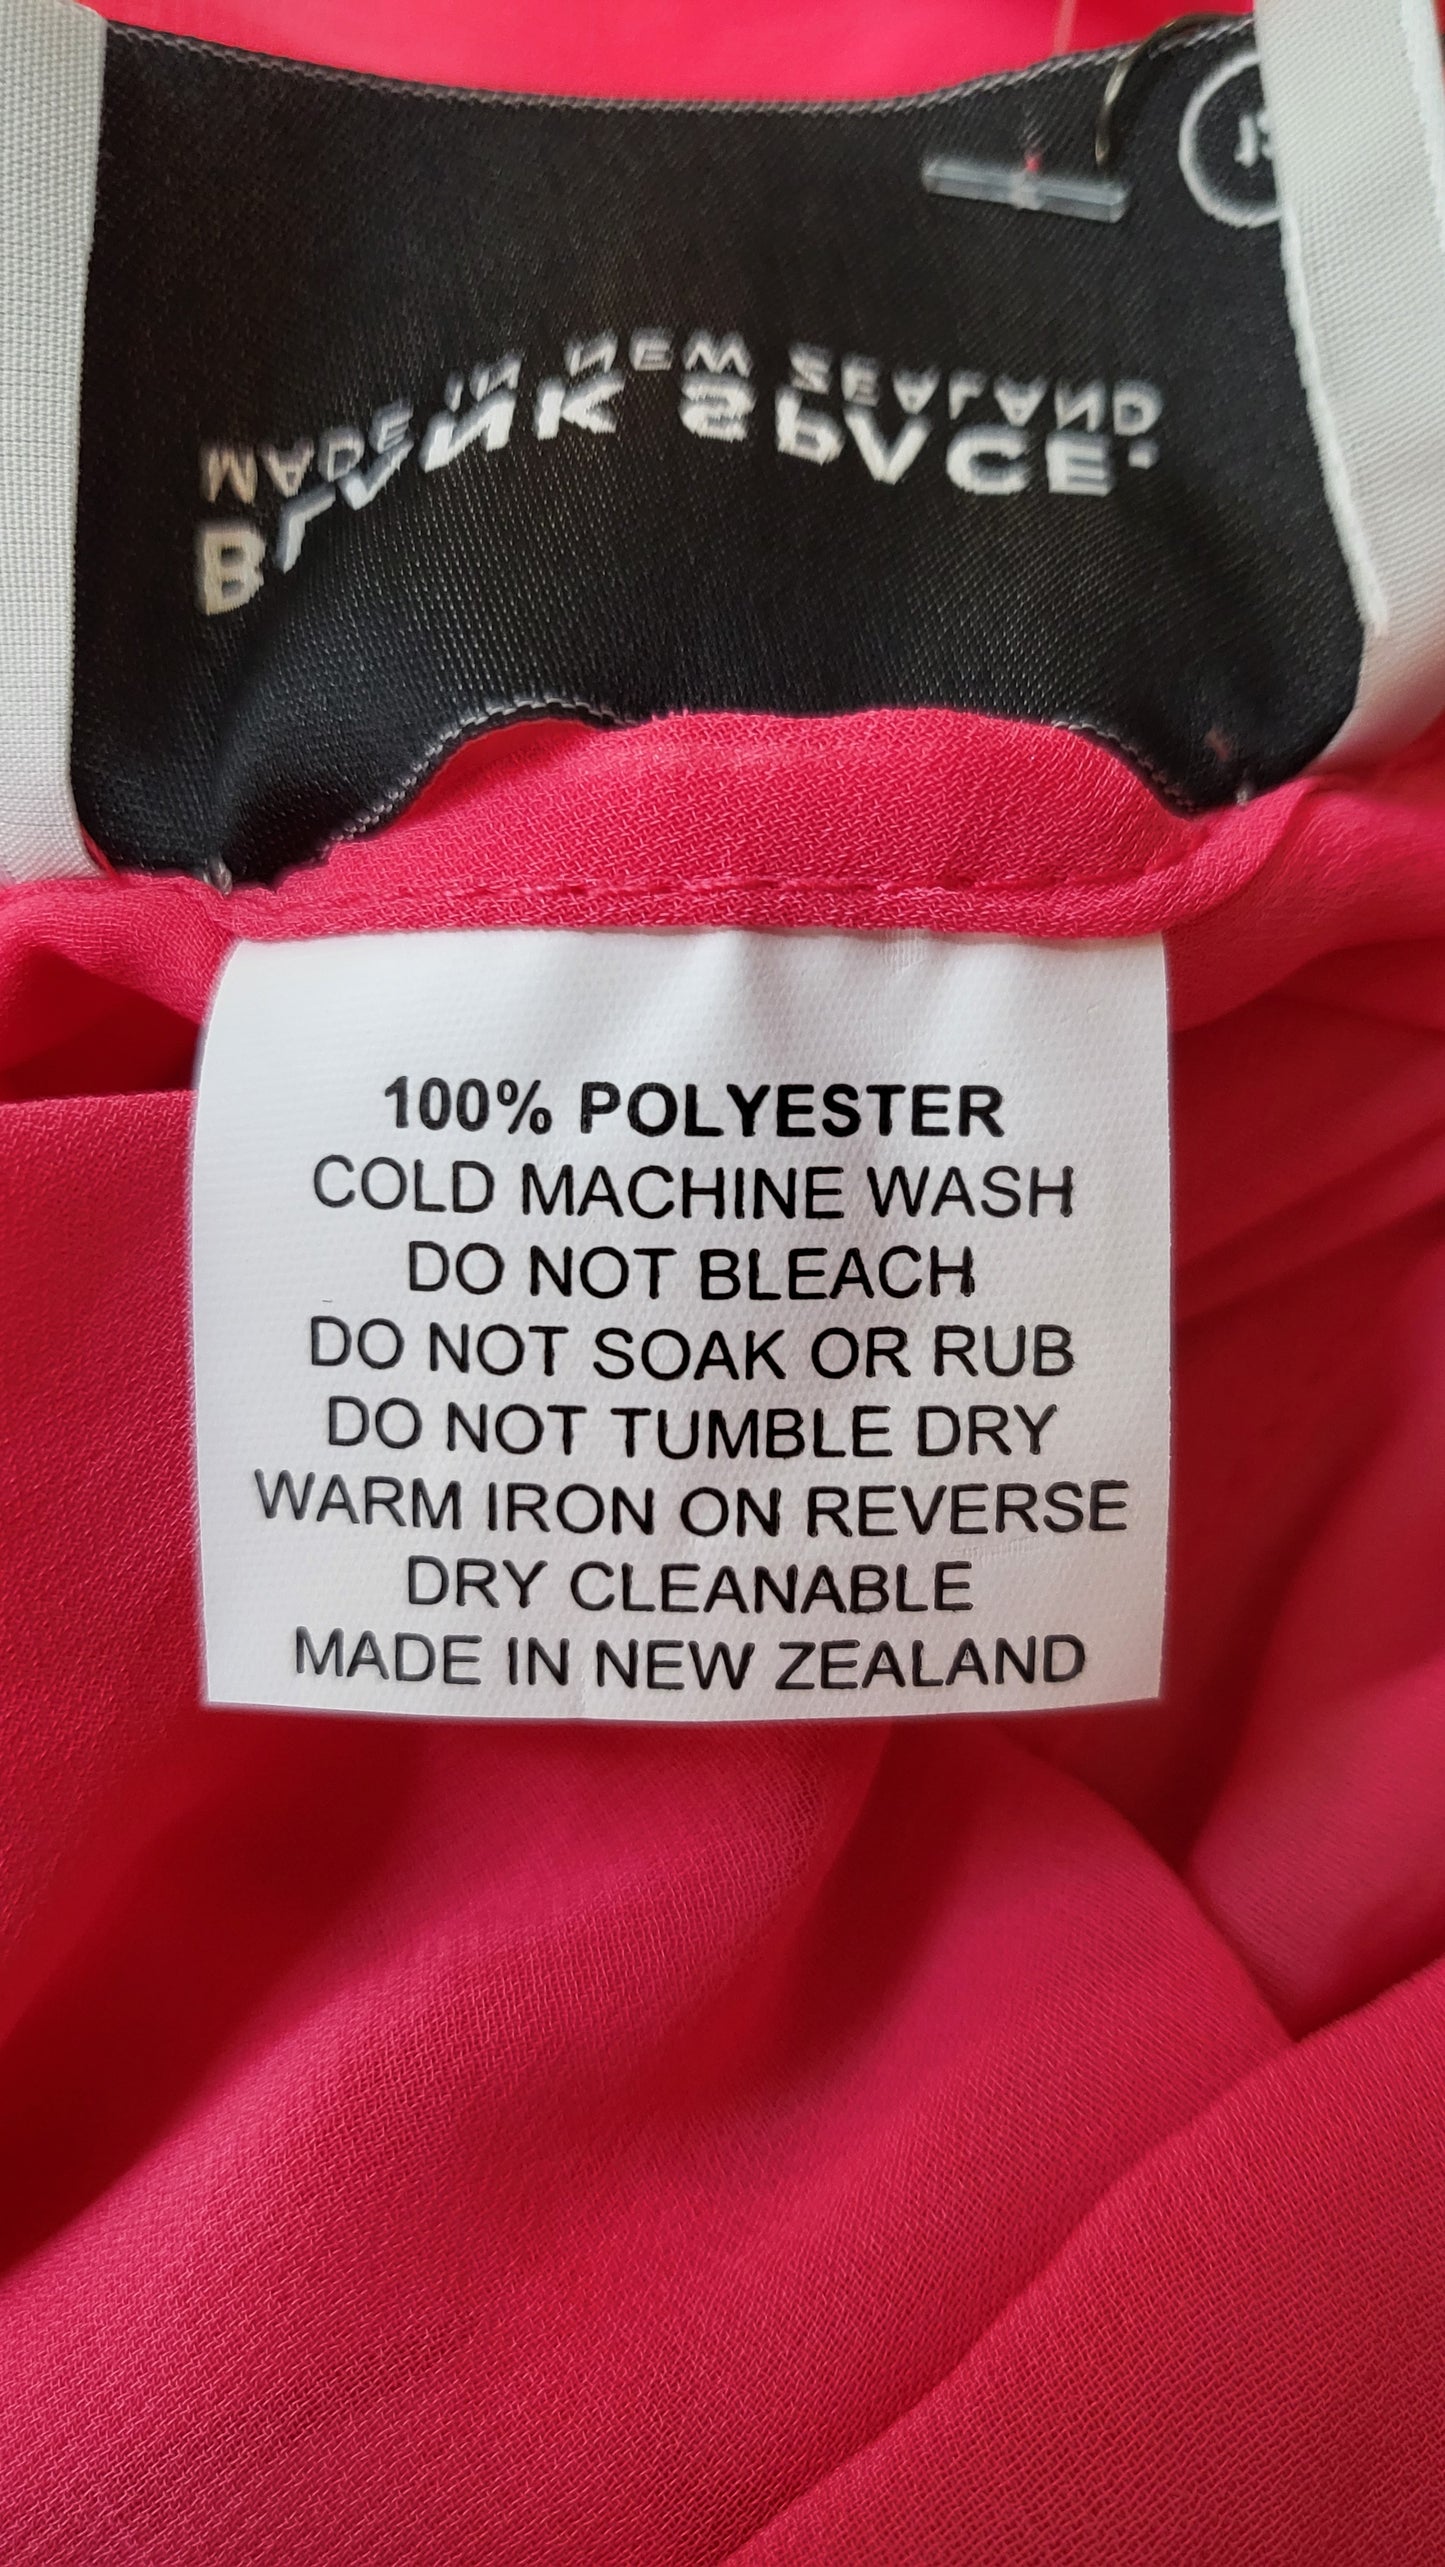 BLANK SPACE.
MADE IN NEW ZEALAND
100% POLYESTER
COLD MACHINE WASH
DO NOT BLEACH
DO NOT SOAK OR RUB
DO NOT TUMBLE DRY
WARM IRON ON REVERSE
DRY CLEANABLE
MADE IN NEW ZEALAND